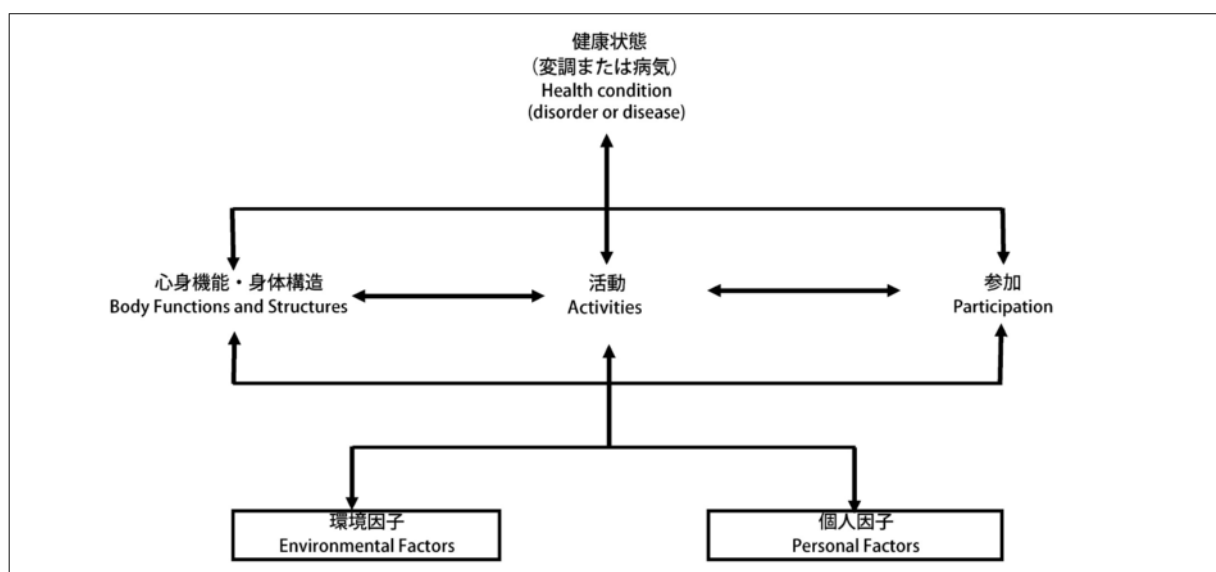 健康状態
(変調または病気)
Health condition
(disorder or disease)
心身機能・身体構造
Body Functions and Structures
活動
Activities
参加
Participation
環境因子
Environmental Factors
個人因子
Personal Factors